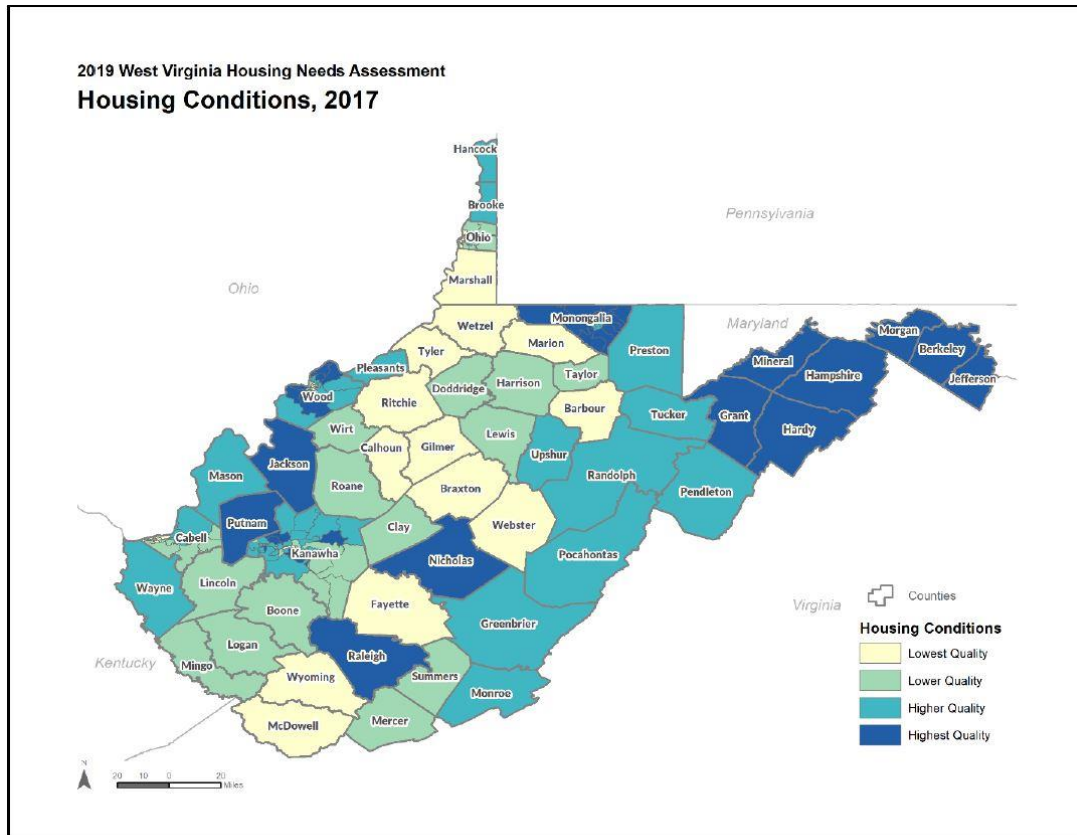 2019 West Virginia Housing Needs Assessment
Housing Conditions, 2017
Hancock
Brooke
Ohio
Marshall
Pennsylvania
Ohio
Wetzel
Monongalia
Marion
Tyler
Pleasants
Preston
Maryland
Morgan
Berkeley
Jefferson
Mineral
Hampshire
Wood
Doddridge
Harrison
Taylor
Ritchie
Barbour
Tucker
Grant
Hardy
Wirt
Calhoun
Gilmer
Lewis
Upshur
Randolph
Pendleton
Jackson
Mason
Roane
Braxton
Webster
Putnam
Cabell
Kanawha
Clay
Nicholas
Pocahontas
Wayne
Lincoln
Boone
Fayette
Greenbrier
Virginia
Kentucky
Mingo
Logan
Raleigh
Summers
Monroe
Wyoming
McDowell
Mercer
Counties
Housing Conditions
Lowest Quality
Lower Quality
Higher Quality
Highest Quality
N
20 10 0 20
Miles